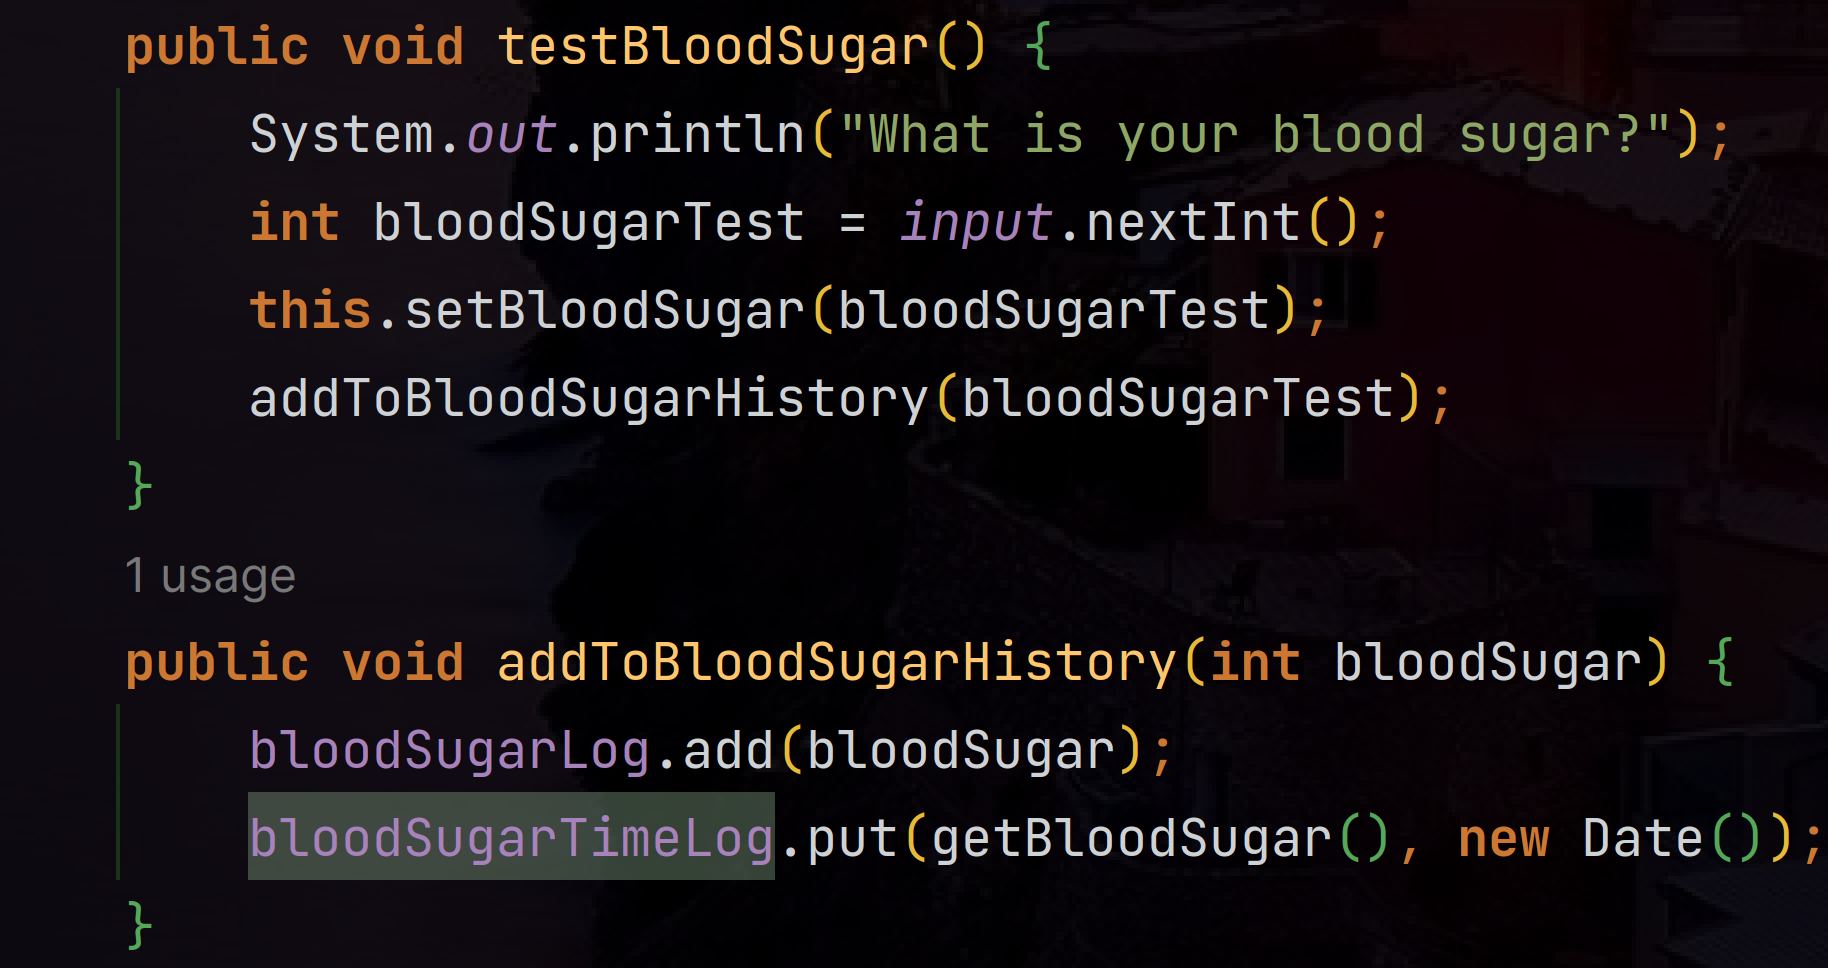 public void testBloodSugar() {
System.out.println("What is your blood sugar?");
int bloodSugarTest = input.nextInt();
this.setBloodSugar(bloodSugarTest);
addToBloodSugarHistory(bloodSugarTest);
}
1 usage
public void addToBloodSugarHistory(int bloodSugar) {
bloodSugarLog.add(bloodSugar);
bloodSugarTimeLog.put(getBloodSugar(), new Date());
}